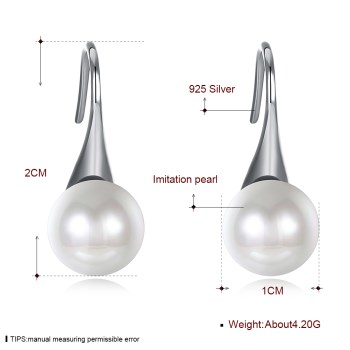 925 Silver
2CM
Imitation pearl
1CM
Weight:About4.20G
TIPS:manual measuring permissible error